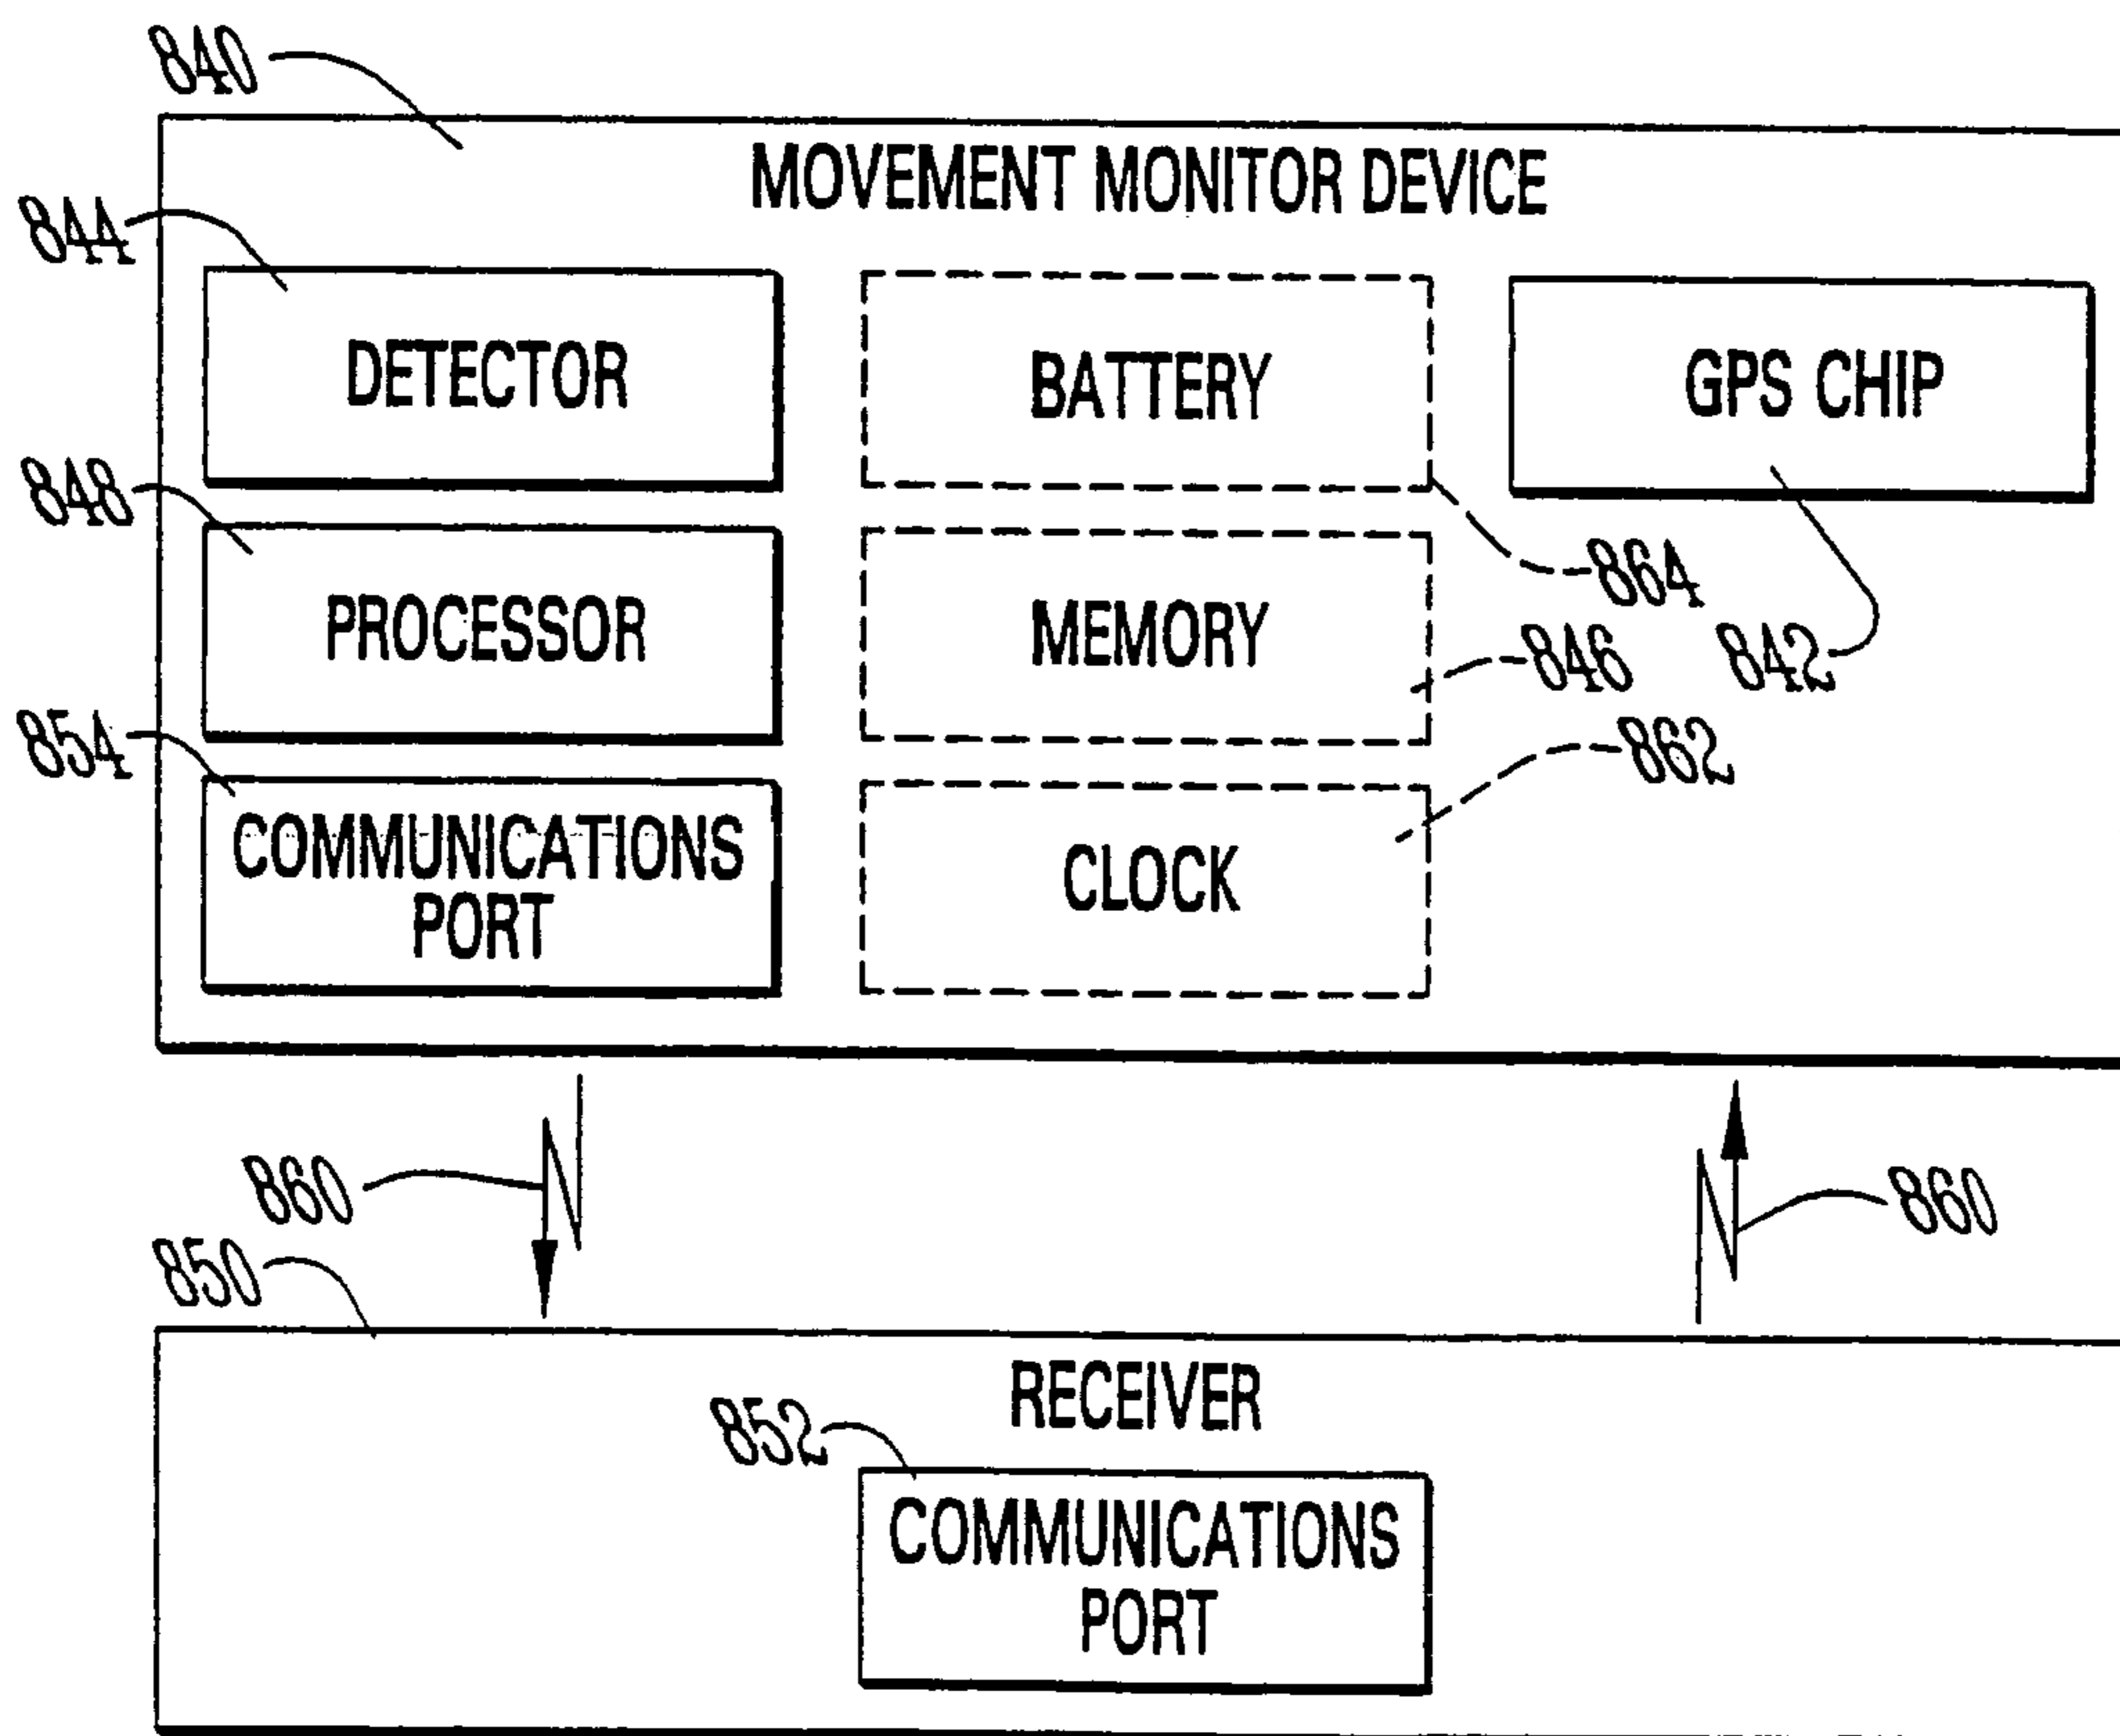 840
MOVEMENT MONITOR DEVICE
844
DETECTOR
BATTERY
GPS CHIP
848
PROCESSOR
MEMORY
864
846
842
854
COMMUNICATIONS
PORT
CLOCK
862
860
860
850
RECEIVER
852
COMMUNICATIONS
PORT